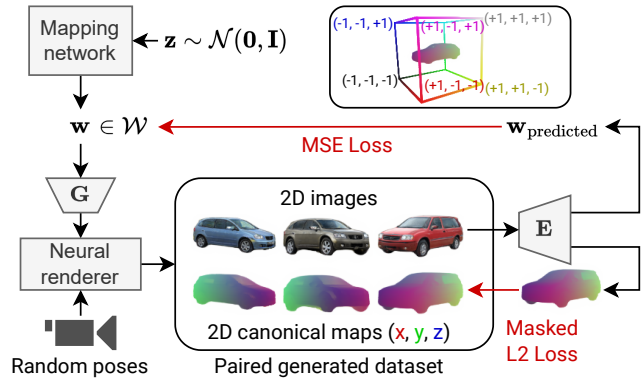 Mapping
network
z ∼ 𝒩(0, I)
(-1, -1, +1)
(+1, -1, +1)
(+1, +1, +1)
(-1, -1, -1)
(+1, -1, -1)
(+1, +1, -1)
w ∈ 𝒲
MSE Loss
w_predicted
G
2D images
E
Neural
renderer
2D canonical maps (x, y, z)
Masked
L2 Loss
Random poses
Paired generated dataset